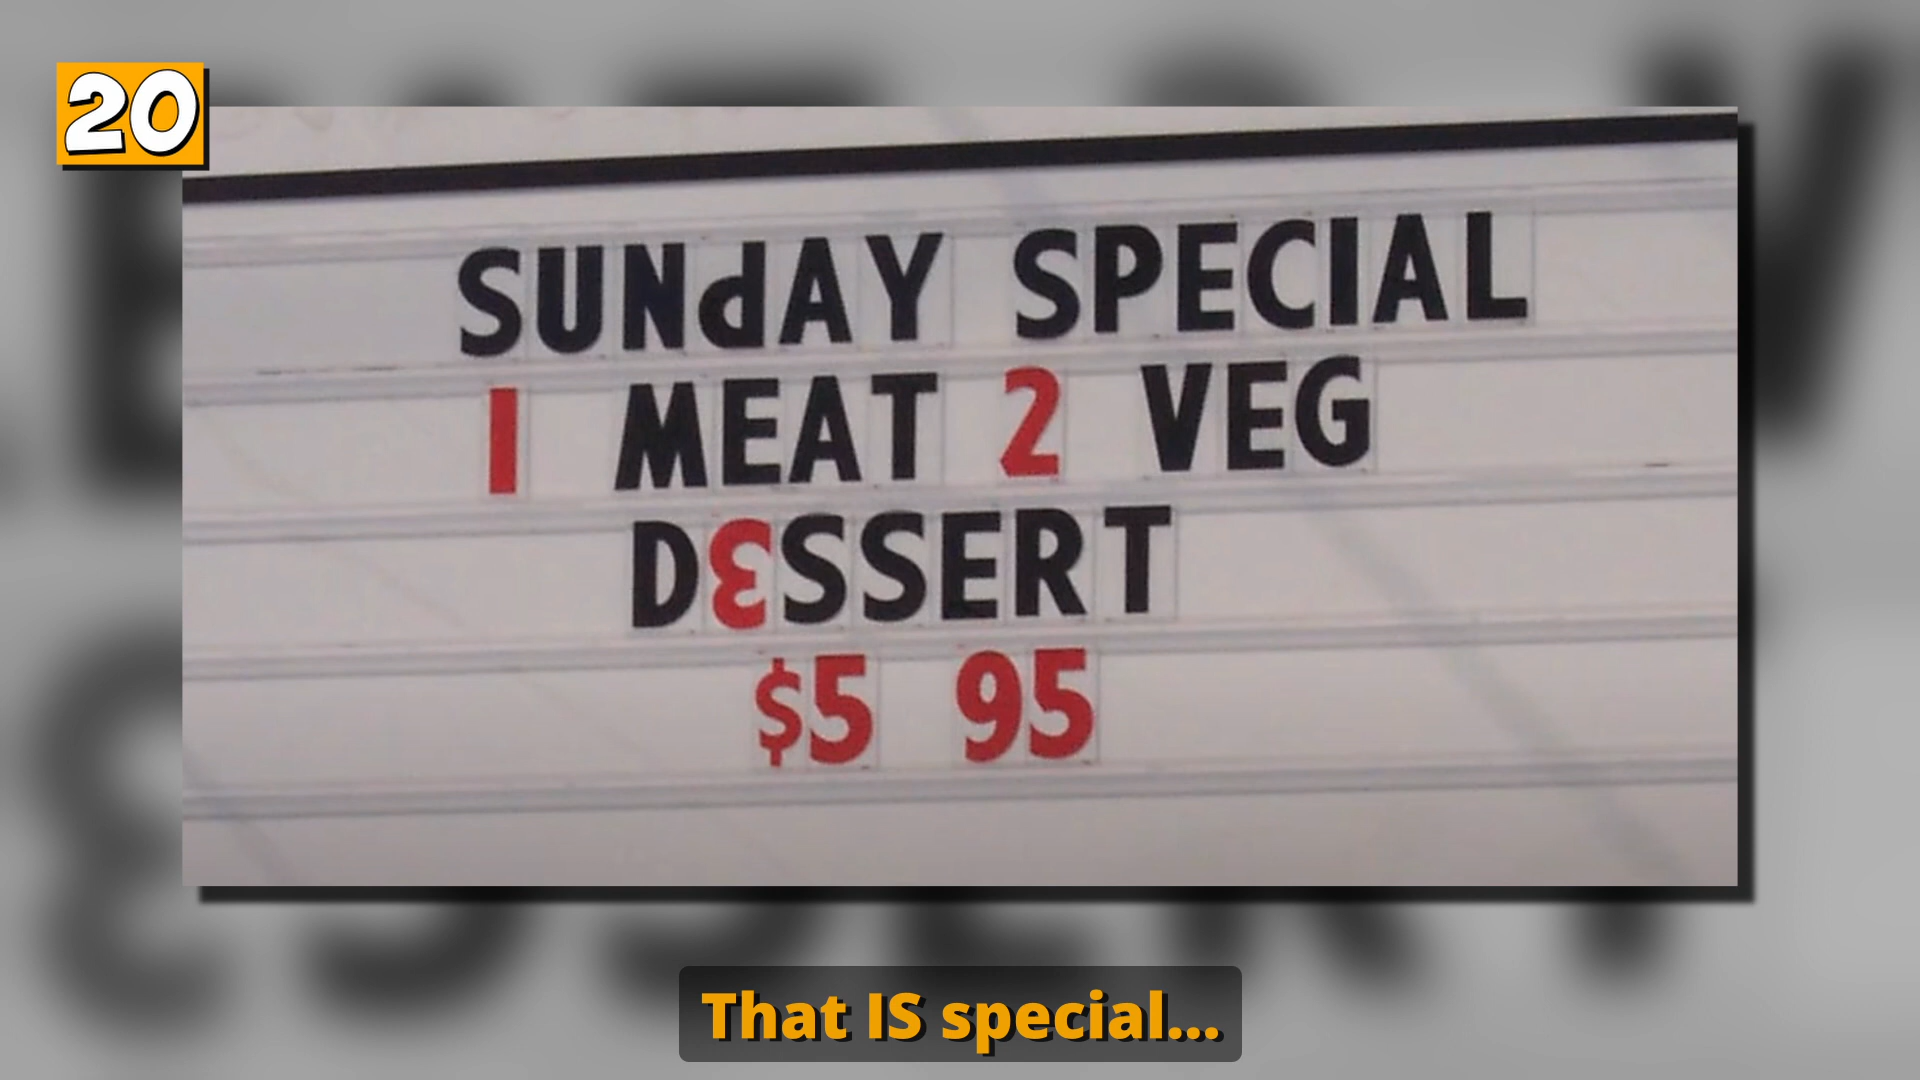 20
SUNdAY SPECIAL
1 MEAT 2 VEG
DƐSSERT
$5 95
That IS special...